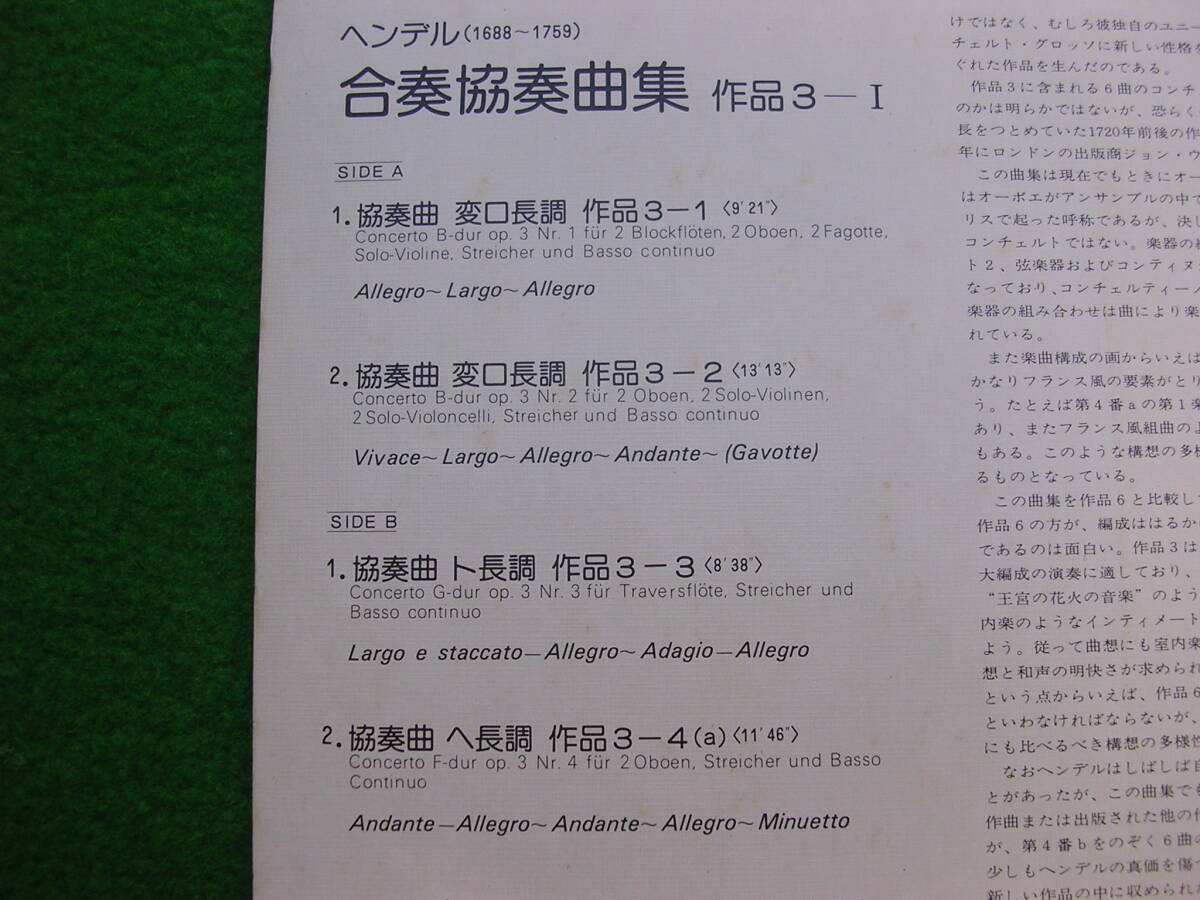 ヘンデル(1688～1759)
合奏協奏曲集 作品3－I
SIDE A
1. 協奏曲 変ロ長調 作品3－1〈9′21″〉
Concerto B-dur op. 3 Nr. 1 für 2 Blockflöten, 2 Oboen, 2 Fagotte,
Solo-Violine, Streicher und Basso continuo
Allegro～Largo～Allegro
2. 協奏曲 変ロ長調 作品3－2〈13′13″〉
Concerto B-dur op. 3 Nr. 2 für 2 Oboen, 2 Solo-Violinen,
2 Solo-Violoncelli, Streicher und Basso continuo
Vivace～Largo～Allegro～Andante～(Gavotte)
SIDE B
1. 協奏曲 ト長調 作品3－3〈8′38″〉
Concerto G-dur op. 3 Nr. 3 für Traversflöte, Streicher und
Basso continuo
Largo e staccato－Allegro～Adagio－Allegro
2. 協奏曲 ヘ長調 作品3－4(a)〈11′46″〉
Concerto F-dur op. 3 Nr. 4 für 2 Oboen, Streicher und Basso
Continuo
Andante－Allegro～Andante～Allegro～Minuetto
けではなく、むしろ彼独自のユニー
チェルト・グロッソに新しい性格を
ぐれた作品を生んだのである。
作品3に含まれる6曲のコンチ
のかは明らかではないが、恐らく
長をつとめていた1720年前後の作
年にロンドンの出版商ジョン・ウ
この曲集は現在でもときにオー
はオーボエがアンサンブルの中で
リスで起った呼称であるが、決し
コンチェルトではない。楽器の
ト2、弦楽器およびコンティヌ
なっており、コンチェルティーノ
楽器の組み合わせは曲により楽
れている。
また楽曲構成の画からいえば
かなりフランス風の要素がとり
う。たとえば第4番aの第1楽
あり、またフランス風組曲のよ
もある。このような構想の多様
るものとなっている。
この曲集を作品6と比較して
作品6の方が、編成ははるか
であるのは面白い。作品3は
大編成の演奏に適しており、
“王宮の花火の音楽”のよう
内楽のようなインティメート
よう。従って曲想にも室内楽
想と和声の明快さが求められ
という点からいえば、作品6
といわなければならないが、
にも比べるべき構想の多様性
なおヘンデルはしばしば自
とがあったが、この曲集でも
作曲または出版された他の作
が、第4番bをのぞく6曲の
少しもヘンデルの真価を傷つ
新しい作品の中に収められ